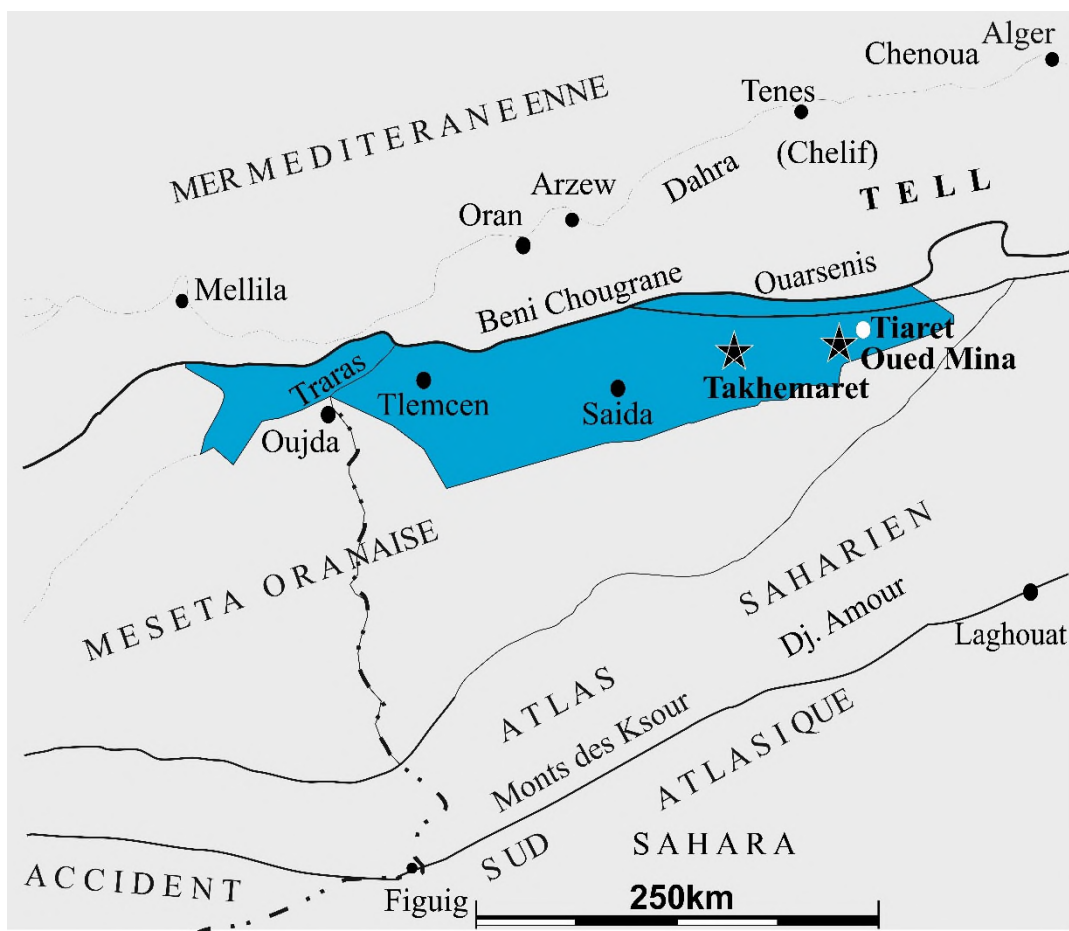 Alger
Chenoua
Tenes
MER MEDITERANEENNE
(Chelif)
Dahra
Arzew
TELL
Oran
Mellila
Ouarsenis
Beni Chougrane
Tiaret
Oued Mina
Traras
Takhemaret
Tlemcen
Saida
Oujda
MESETA ORANAISE
SAHARIEN
Dj. Amour
Laghouat
ATLAS
Monts des Ksour
ATLASIQUE
SUD
SAHARA
ACCIDENT
Figuig
250km